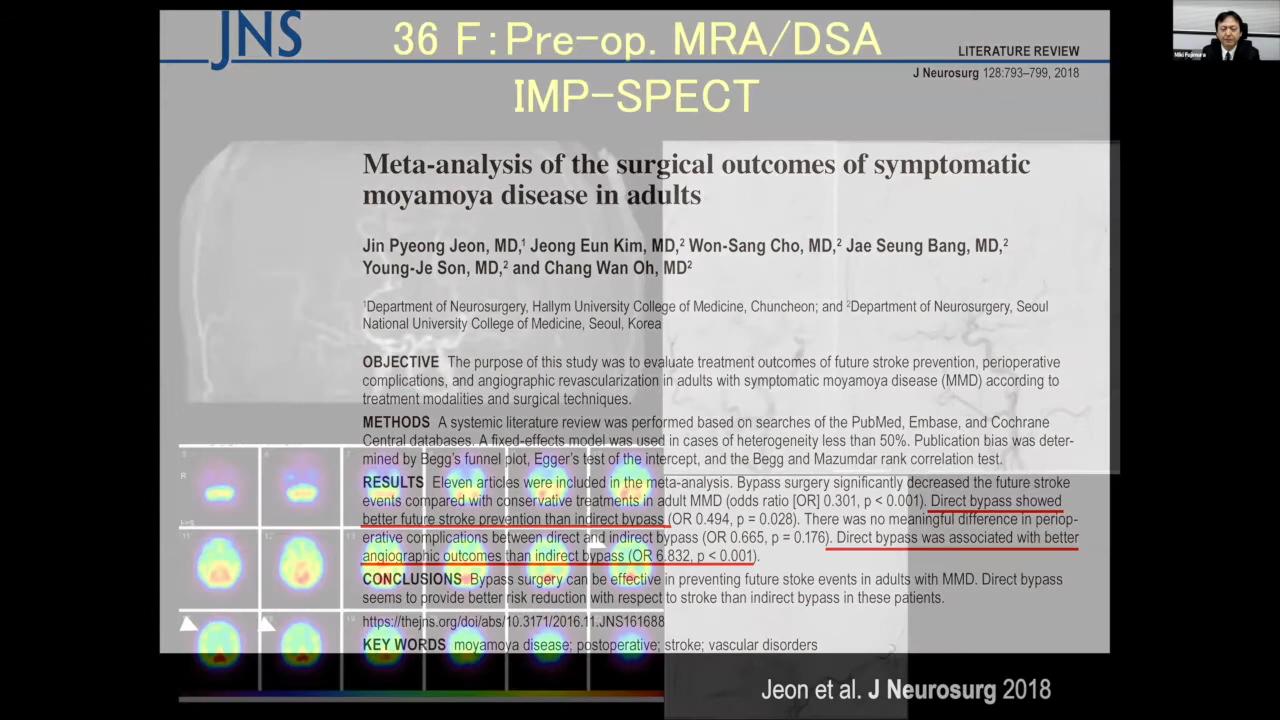 JNS
36 F:Pre-op. MRA/DSA
IMP-SPECT
LITERATURE REVIEW
J Neurosurg 128:793–799, 2018
Miki Fujimura
Meta-analysis of the surgical outcomes of symptomatic
moyamoya disease in adults
Jin Pyeong Jeon, MD,1 Jeong Eun Kim, MD,2 Won-Sang Cho, MD,2 Jae Seung Bang, MD,2
Young-Je Son, MD,2 and Chang Wan Oh, MD2
1Department of Neurosurgery, Hallym University College of Medicine, Chuncheon; and 2Department of Neurosurgery, Seoul
National University College of Medicine, Seoul, Korea
OBJECTIVE The purpose of this study was to evaluate treatment outcomes of future stroke prevention, perioperative
complications, and angiographic revascularization in adults with symptomatic moyamoya disease (MMD) according to
treatment modalities and surgical techniques.
METHODS A systemic literature review was performed based on searches of the PubMed, Embase, and Cochrane
Central databases. A fixed-effects model was used in cases of heterogeneity less than 50%. Publication bias was deter-
mined by Begg's funnel plot, Egger's test of the intercept, and the Begg and Mazumdar rank correlation test.
RESULTS Eleven articles were included in the meta-analysis. Bypass surgery significantly decreased the future stroke
events compared with conservative treatments in adult MMD (odds ratio [OR] 0.301, p < 0.001). Direct bypass showed
better future stroke prevention than indirect bypass (OR 0.494, p = 0.028). There was no meaningful difference in periop-
erative complications between direct and indirect bypass (OR 0.665, p = 0.176). Direct bypass was associated with better
angiographic outcomes than indirect bypass (OR 6.832, p < 0.001).
CONCLUSIONS Bypass surgery can be effective in preventing future stoke events in adults with MMD. Direct bypass
seems to provide better risk reduction with respect to stroke than indirect bypass in these patients.
https://thejns.org/doi/abs/10.3171/2016.11.JNS161688
KEY WORDS moyamoya disease; postoperative; stroke; vascular disorders
R
Jeon et al. J Neurosurg 2018